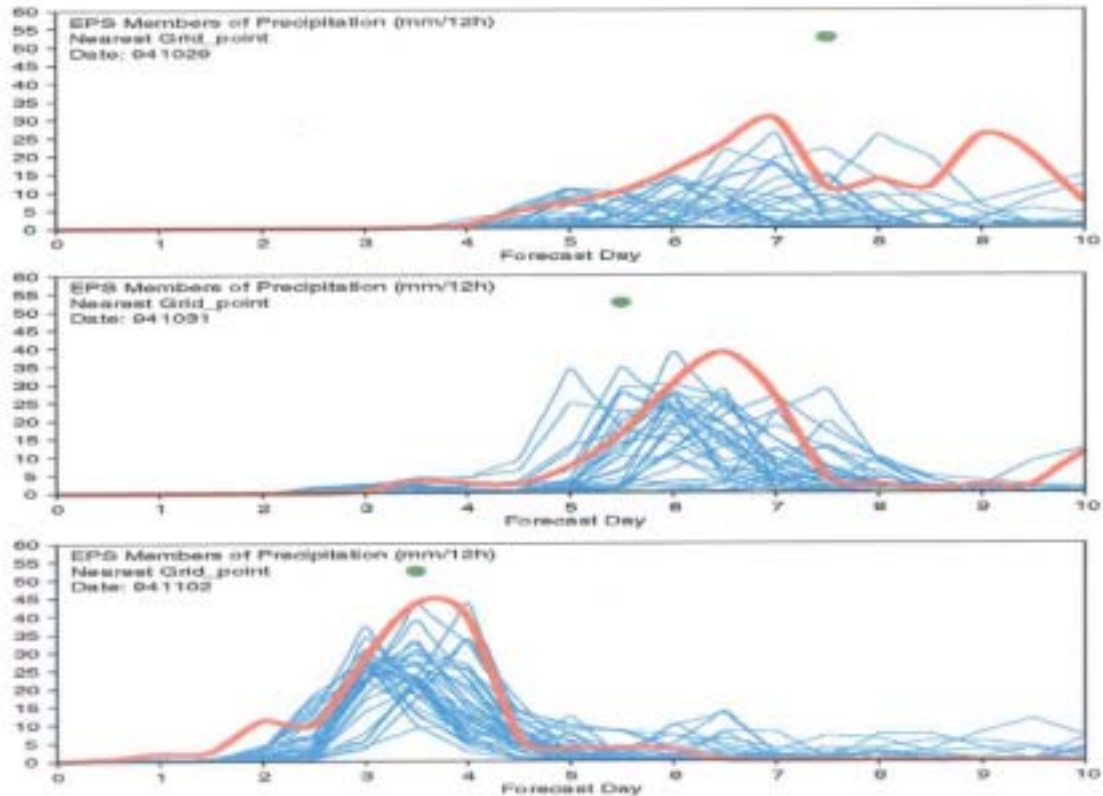 60
55
50
45
40
35
30
25
20
15
10
5
0
EPS Members of Precipitation (mm/12h)
Nearest Grid_point
Date: 941029
0 1 2 3 4 5 6 7 8 9 10
Forecast Day
60
55
50
45
40
35
30
25
20
15
10
5
0
EPS Members of Precipitation (mm/12h)
Nearest Grid_point
Date: 941031
0 1 2 3 4 5 6 7 8 9 10
Forecast Day
60
55
50
45
40
35
30
25
20
15
10
5
0
EPS Members of Precipitation (mm/12h)
Nearest Grid_point
Date: 941102
0 1 2 3 4 5 6 7 8 9 10
Forecast Day